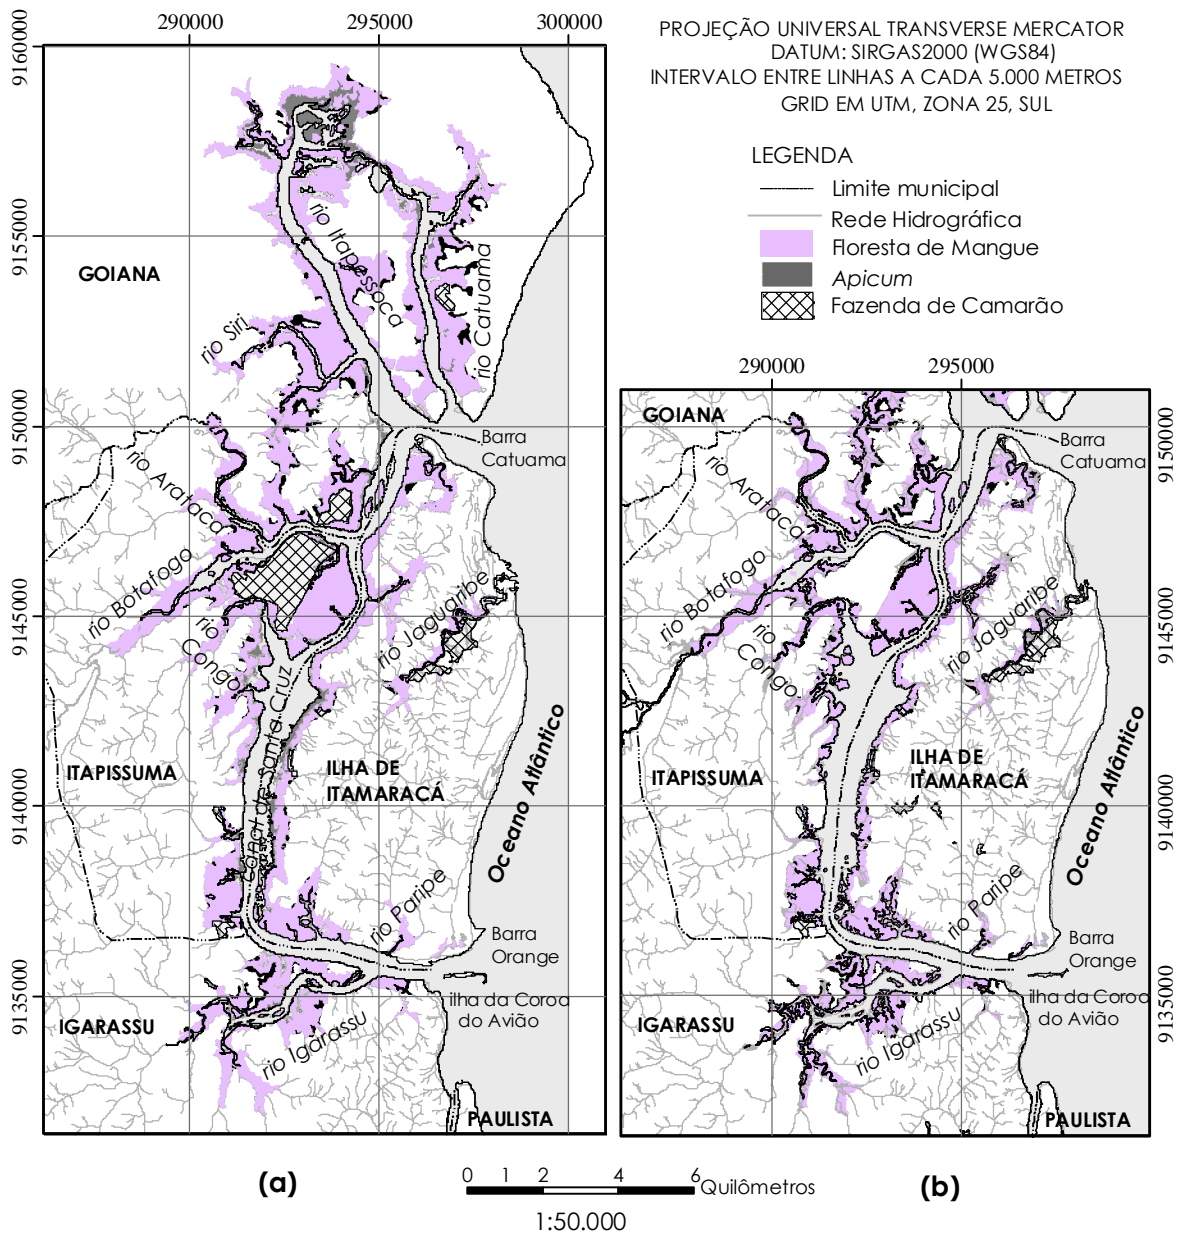 290000 295000 300000
9160000
9155000
9150000
9145000
9140000
9135000
PROJEÇÃO UNIVERSAL TRANSVERSE MERCATOR
DATUM: SIRGAS2000 (WGS84)
INTERVALO ENTRE LINHAS A CADA 5.000 METROS
GRID EM UTM, ZONA 25, SUL
LEGENDA
Limite municipal
Rede Hidrográfica
Floresta de Mangue
Apicum
Fazenda de Camarão
GOIANA
rio Itapessoca
rio Catuama
rio Siri
Barra
Catuama
rio Arataca
rio Botafogo
rio
Congo
rio Jaguaribe
Canal de Santa Cruz
ITAPISSUMA
ILHA DE
ITAMARACÁ
Oceano Atlântico
rio Paripe
Barra
Orange
ilha da Coroa
do Avião
IGARASSU
rio Igarassu
PAULISTA
(a)
290000 295000
9150000
9145000
9140000
9135000
GOIANA
Barra
Catuama
rio Arataca
rio Botafogo
rio
Congo
rio Jaguaribe
ITAPISSUMA
ILHA DE
ITAMARACÁ
Oceano Atlântico
rio Paripe
Barra
Orange
ilha da Coroa
do Avião
IGARASSU
rio Igarassu
PAULISTA
(b)
0 1 2 4 6
Quilômetros
1:50.000